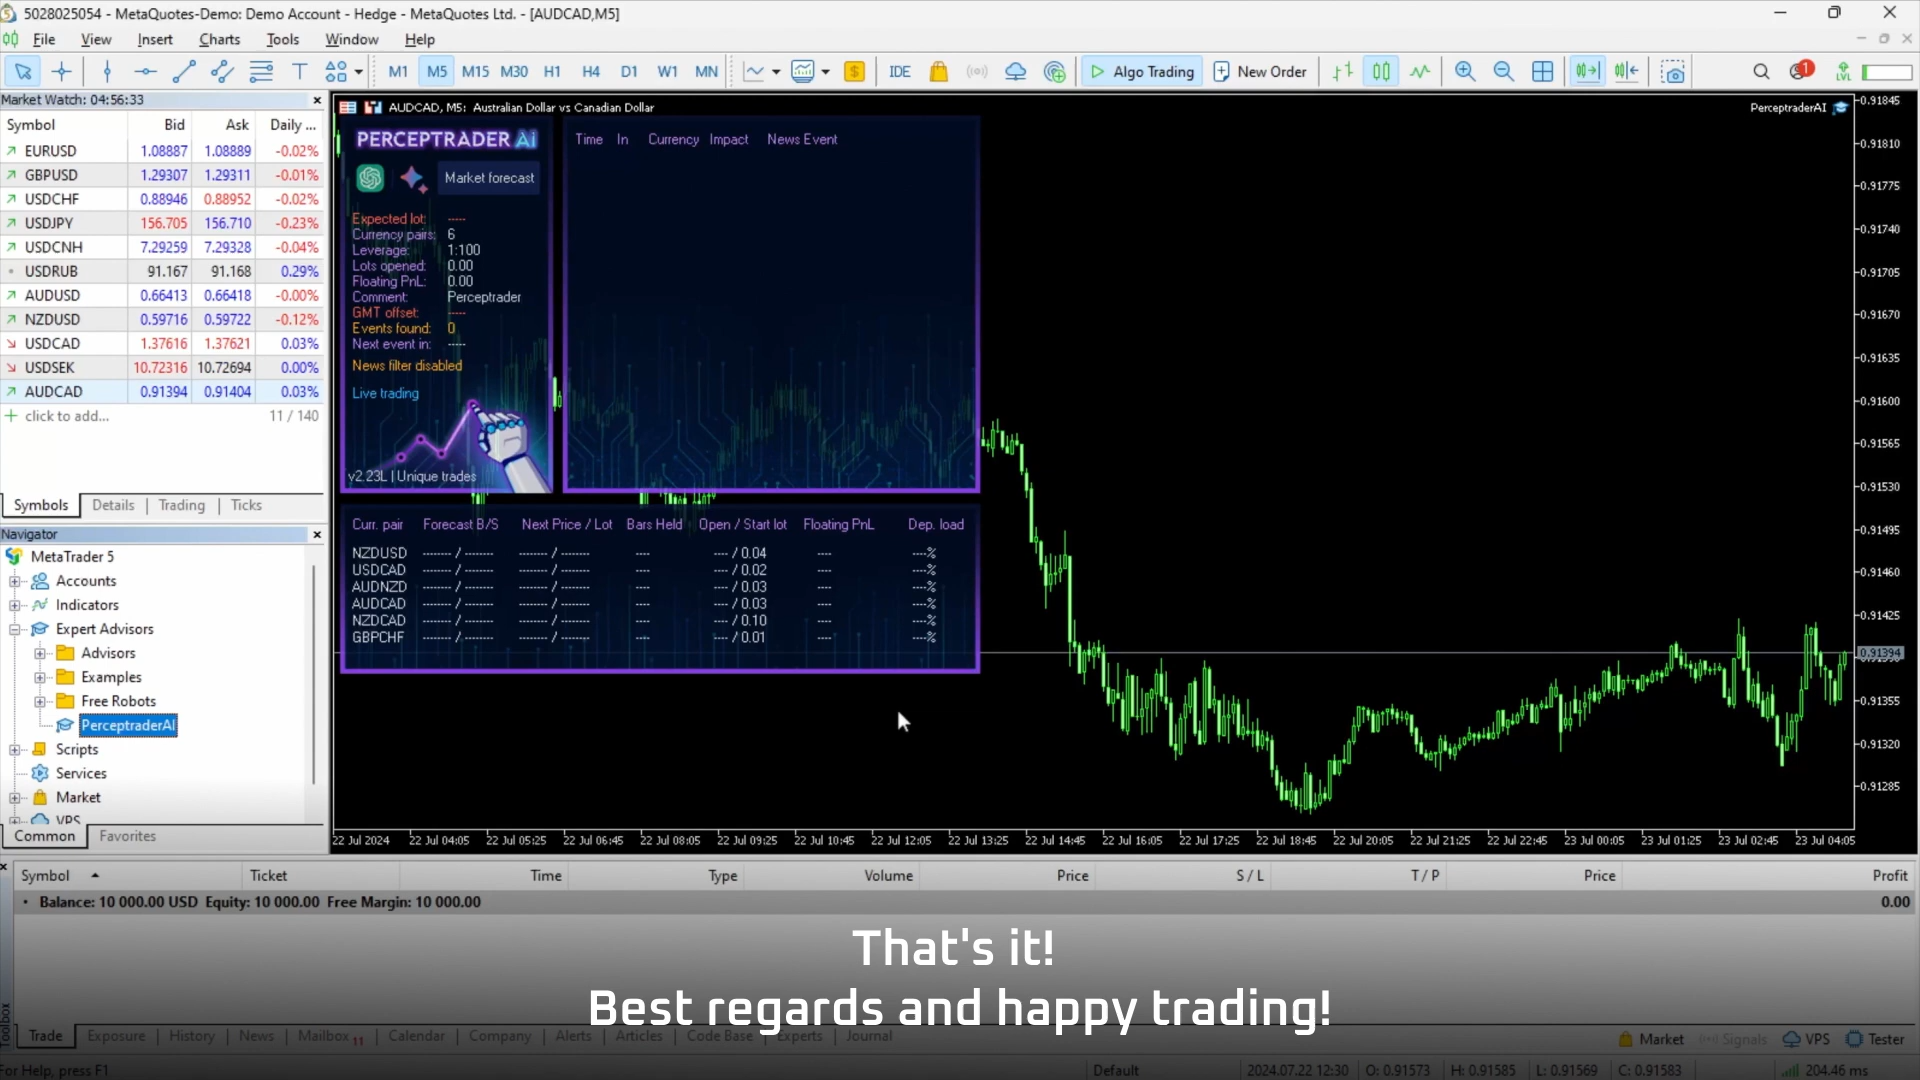 5028025054 - MetaQuotes-Demo: Demo Account - Hedge - MetaQuotes Ltd. - [AUDCAD,M5]
File View Insert Charts Tools Window Help
M1 M5 M15 M30 H1 H4 D1 W1 MN IDE Algo Trading New Order 1 LVL
Market Watch: 04:56:33
Symbol Bid Ask Daily ...
EURUSD 1.08887 1.08889 -0.02%
GBPUSD 1.29307 1.29311 -0.01%
USDCHF 0.88946 0.88952 -0.02%
USDJPY 156.705 156.710 -0.23%
USDCNH 7.29259 7.29328 -0.04%
USDRUB 91.167 91.168 0.29%
AUDUSD 0.66413 0.66418 -0.00%
NZDUSD 0.59716 0.59722 -0.12%
USDCAD 1.37616 1.37621 0.03%
USDSEK 10.72316 10.72694 0.00%
AUDCAD 0.91394 0.91404 0.03%
click to add... 11 / 140
Symbols Details Trading Ticks
Navigator
MetaTrader 5
Accounts
Indicators
Expert Advisors
Advisors
Examples
Free Robots
PerceptraderAI
Scripts
Services
Market
VPS
Common Favorites
AUDCAD, M5: Australian Dollar vs Canadian Dollar
PerceptraderAI
PERCEPTRADER AI
Market forecast
Expected lot: -----
Currency pairs: 6
Leverage: 1:100
Lots opened: 0.00
Floating PnL: 0.00
Comment: Perceptrader
GMT offset: -----
Events found: 0
Next event in: -----
News filter disabled
Live trading
v2.23L | Unique trades
Time In Currency Impact News Event
Curr. pair Forecast B/S Next Price / Lot Bars Held Open / Start lot Floating PnL Dep. load
NZDUSD ------- / ------- ------- / ------- ---- ---- / 0.04 ---- ----%
USDCAD ------- / ------- ------- / ------- ---- ---- / 0.02 ---- ----%
AUDNZD ------- / ------- ------- / ------- ---- ---- / 0.03 ---- ----%
AUDCAD ------- / ------- ------- / ------- ---- ---- / 0.03 ---- ----%
NZDCAD ------- / ------- ------- / ------- ---- ---- / 0.10 ---- ----%
GBPCHF ------- / ------- ------- / ------- ---- ---- / 0.01 ---- ----%
0.91845
0.91810
0.91775
0.91740
0.91705
0.91670
0.91635
0.91600
0.91565
0.91530
0.91495
0.91460
0.91425
0.91394
0.91355
0.91320
0.91285
22 Jul 2024 22 Jul 04:05 22 Jul 05:25 22 Jul 06:45 22 Jul 08:05 22 Jul 09:25 22 Jul 10:45 22 Jul 12:05 22 Jul 13:25 22 Jul 14:45 22 Jul 16:05 22 Jul 17:25 22 Jul 18:45 22 Jul 20:05 22 Jul 21:25 22 Jul 22:45 23 Jul 00:05 23 Jul 01:25 23 Jul 02:45 23 Jul 04:05
Symbol Ticket Time Type Volume Price S / L T / P Price Profit
Balance: 10 000.00 USD Equity: 10 000.00 Free Margin: 10 000.00 0.00
That's it!
Best regards and happy trading!
Toolbox
Trade Exposure History News Mailbox 11 Calendar Company Alerts Articles Code Base Experts Journal Market Signals VPS Tester
For Help, press F1 Default 2024.07.22 12:30 O: 0.91573 H: 0.91585 L: 0.91569 C: 0.91583 204.46 ms